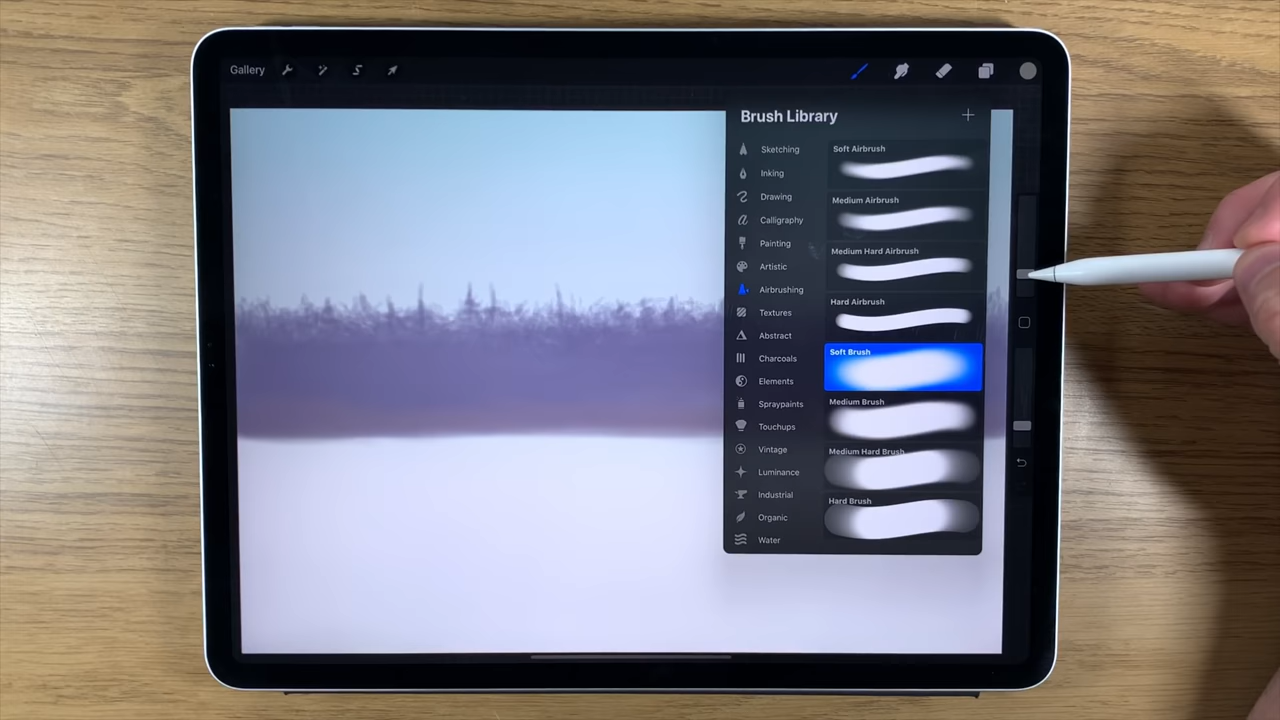 Gallery
Brush Library
Sketching
Inking
Drawing
Calligraphy
Painting
Artistic
Airbrushing
Textures
Abstract
Charcoals
Elements
Spraypaints
Touchups
Vintage
Luminance
Industrial
Organic
Water
Soft Airbrush
Medium Airbrush
Medium Hard Airbrush
Hard Airbrush
Soft Brush
Medium Brush
Medium Hard Brush
Hard Brush